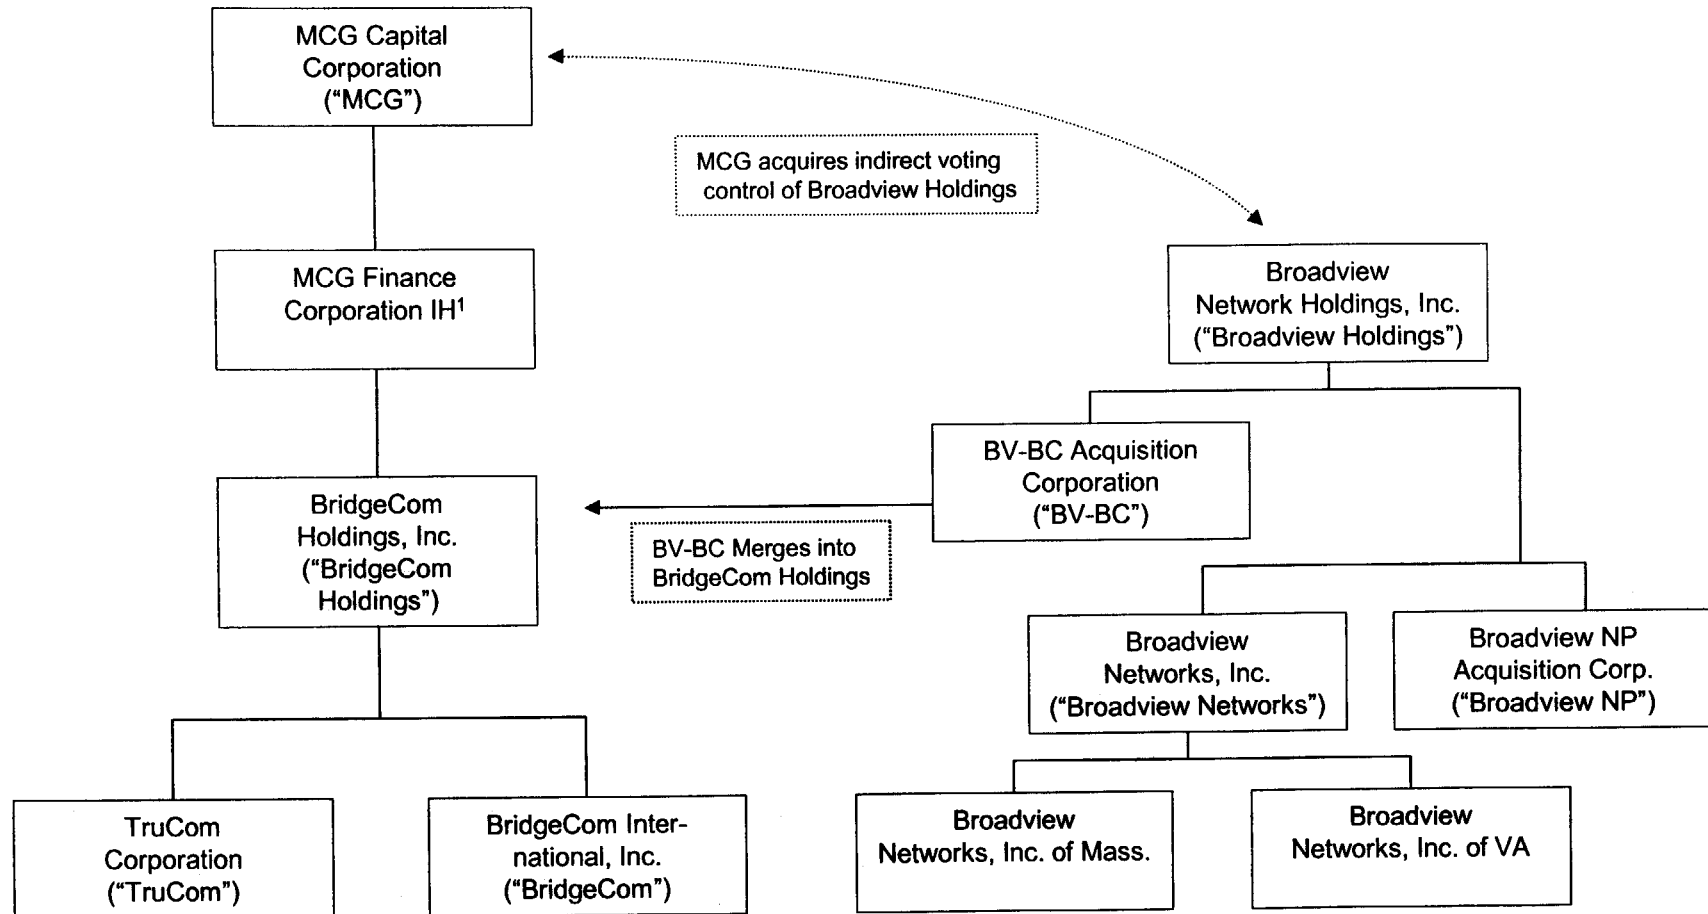 MCG Capital
Corporation
(“MCG”)
MCG acquires indirect voting
control of Broadview Holdings
MCG Finance
Corporation IH¹
Broadview
Network Holdings, Inc.
(“Broadview Holdings”)
BV-BC Acquisition
Corporation
(“BV-BC”)
BridgeCom
Holdings, Inc.
(“BridgeCom
Holdings”)
BV-BC Merges into
BridgeCom Holdings
Broadview
Networks, Inc.
(“Broadview Networks”)
Broadview NP
Acquisition Corp.
(“Broadview NP”)
TruCom
Corporation
(“TruCom”)
BridgeCom Inter-
national, Inc.
(“BridgeCom”)
Broadview
Networks, Inc. of Mass.
Broadview
Networks, Inc. of VA